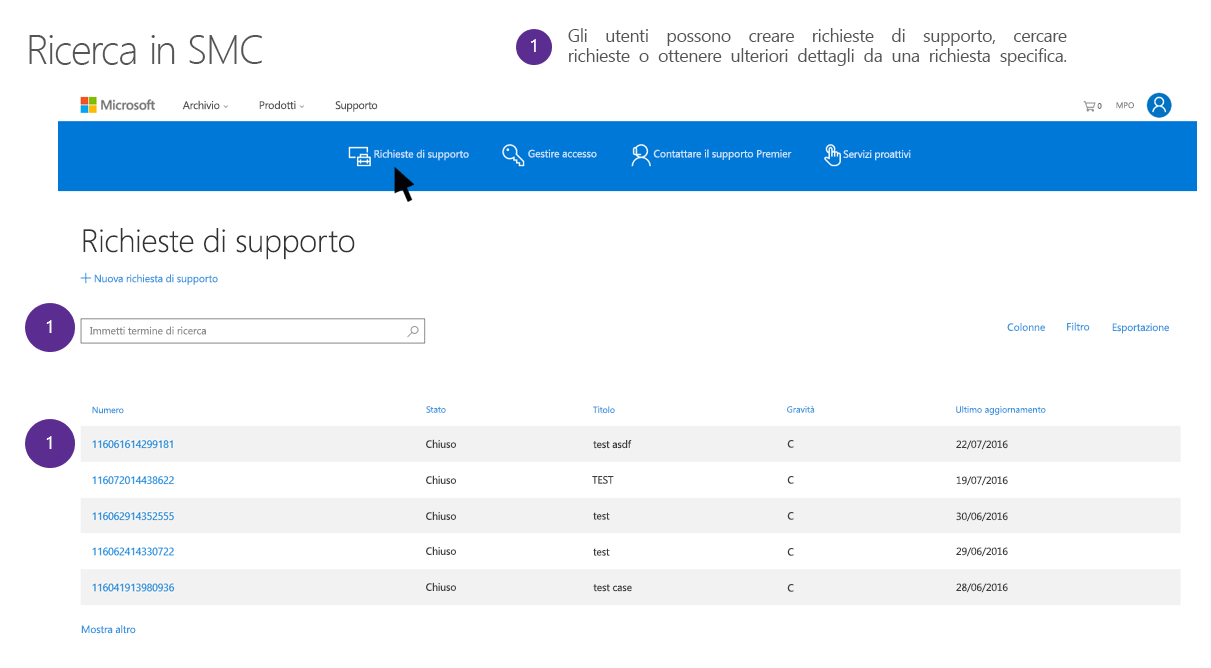 Ricerca in SMC
1
Gli utenti possono creare richieste di supporto, cercare
richieste o ottenere ulteriori dettagli da una richiesta specifica.
Microsoft Archivio Prodotti Supporto 0 MPO
Richieste di supporto Gestire accesso Contattare il supporto Premier Servizi proattivi
Richieste di supporto
+ Nuova richiesta di supporto
1
Immetti termine di ricerca
Colonne Filtro Esportazione
Numero Stato Titolo Gravità Ultimo aggiornamento
1
116061614299181 Chiuso test asdf C 22/07/2016
116072014438622 Chiuso TEST C 19/07/2016
116062914352555 Chiuso test C 30/06/2016
116062414330722 Chiuso test C 29/06/2016
116041913980936 Chiuso test case C 28/06/2016
Mostra altro